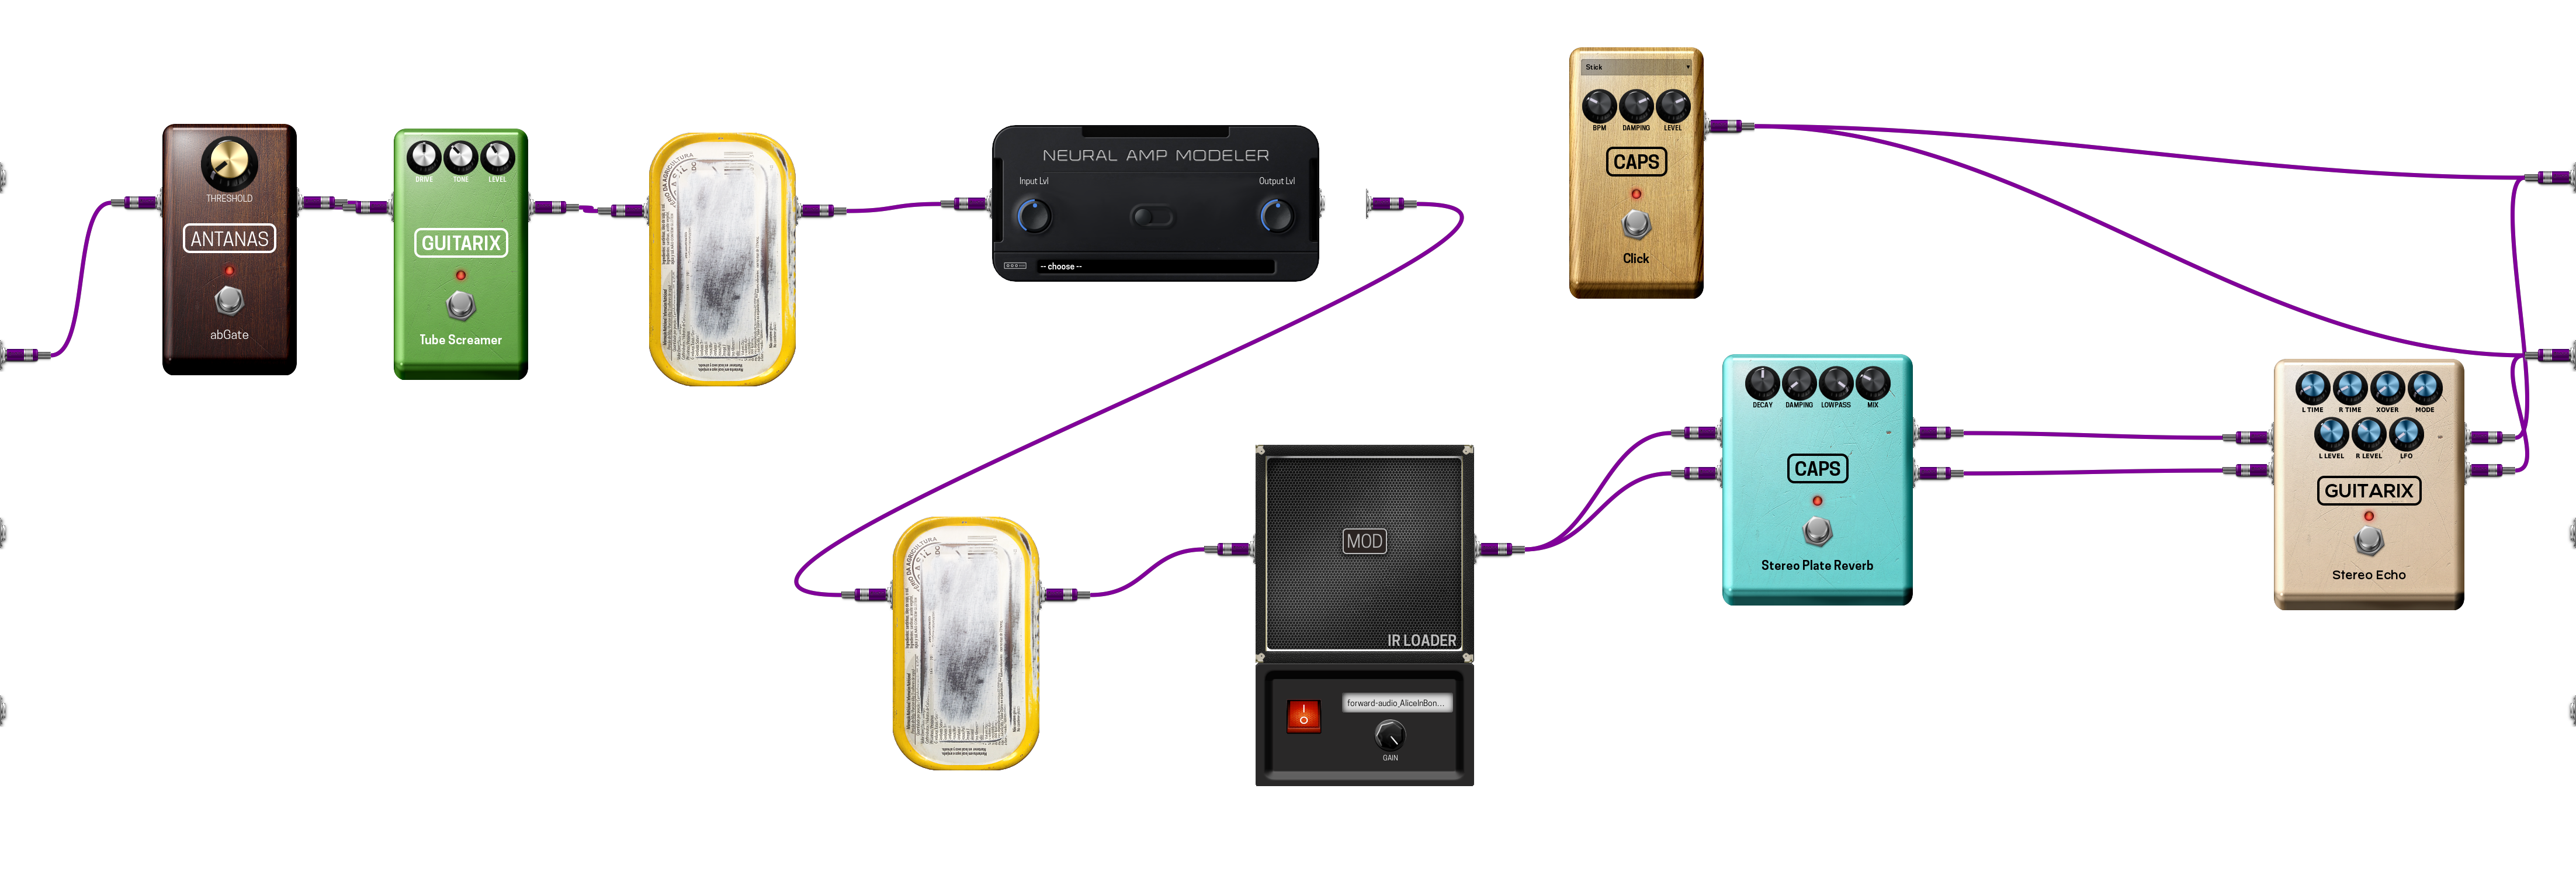 THRESHOLD
ANTANAS
abGate
DRIVE TONE LEVEL
GUITARIX
Tube Screamer
NEURAL AMP MODELER
Input Lvl
Output Lvl
-- choose --
Stick
BPM DAMPING LEVEL
CAPS
Click
MOD
IR LOADER
forward-audio_AliceInBon...
GAIN
DECAY DAMPING LOWPASS MIX
CAPS
Stereo Plate Reverb
L TIME R TIME XOVER MODE
L LEVEL R LEVEL LFO
GUITARIX
Stereo Echo